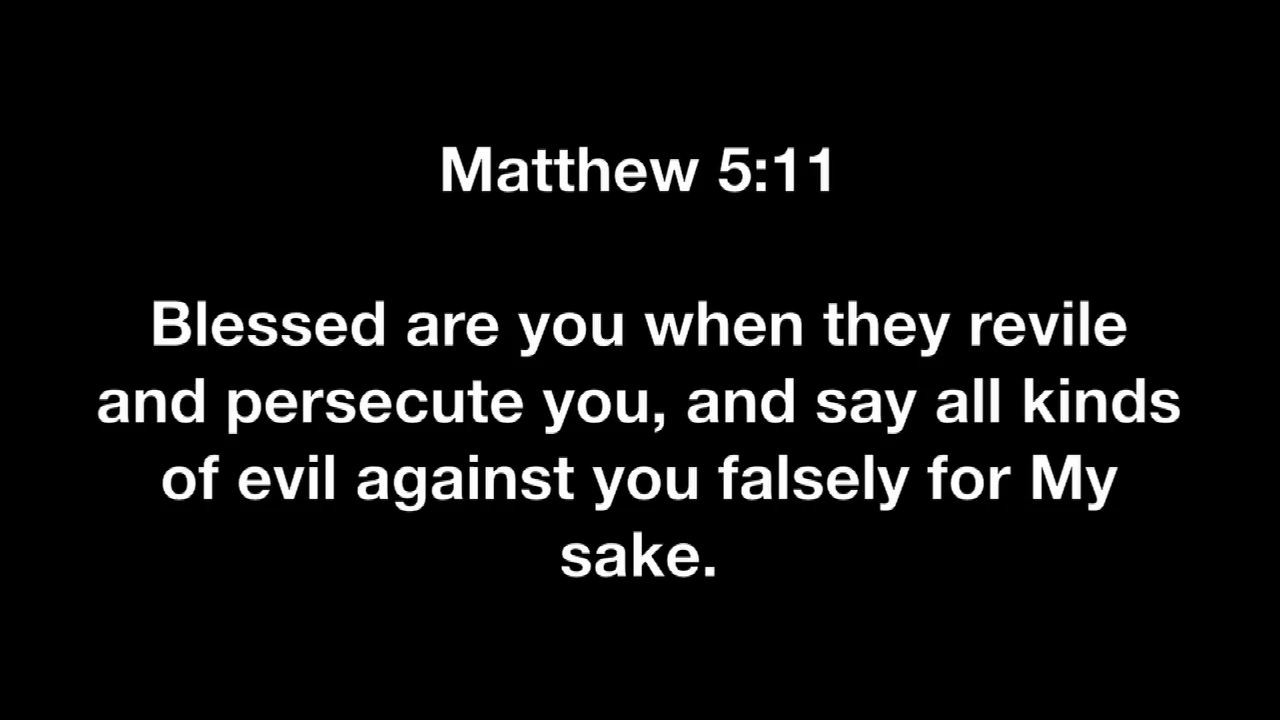 Matthew 5:11
Blessed are you when they revile
and persecute you, and say all kinds
of evil against you falsely for My
sake.